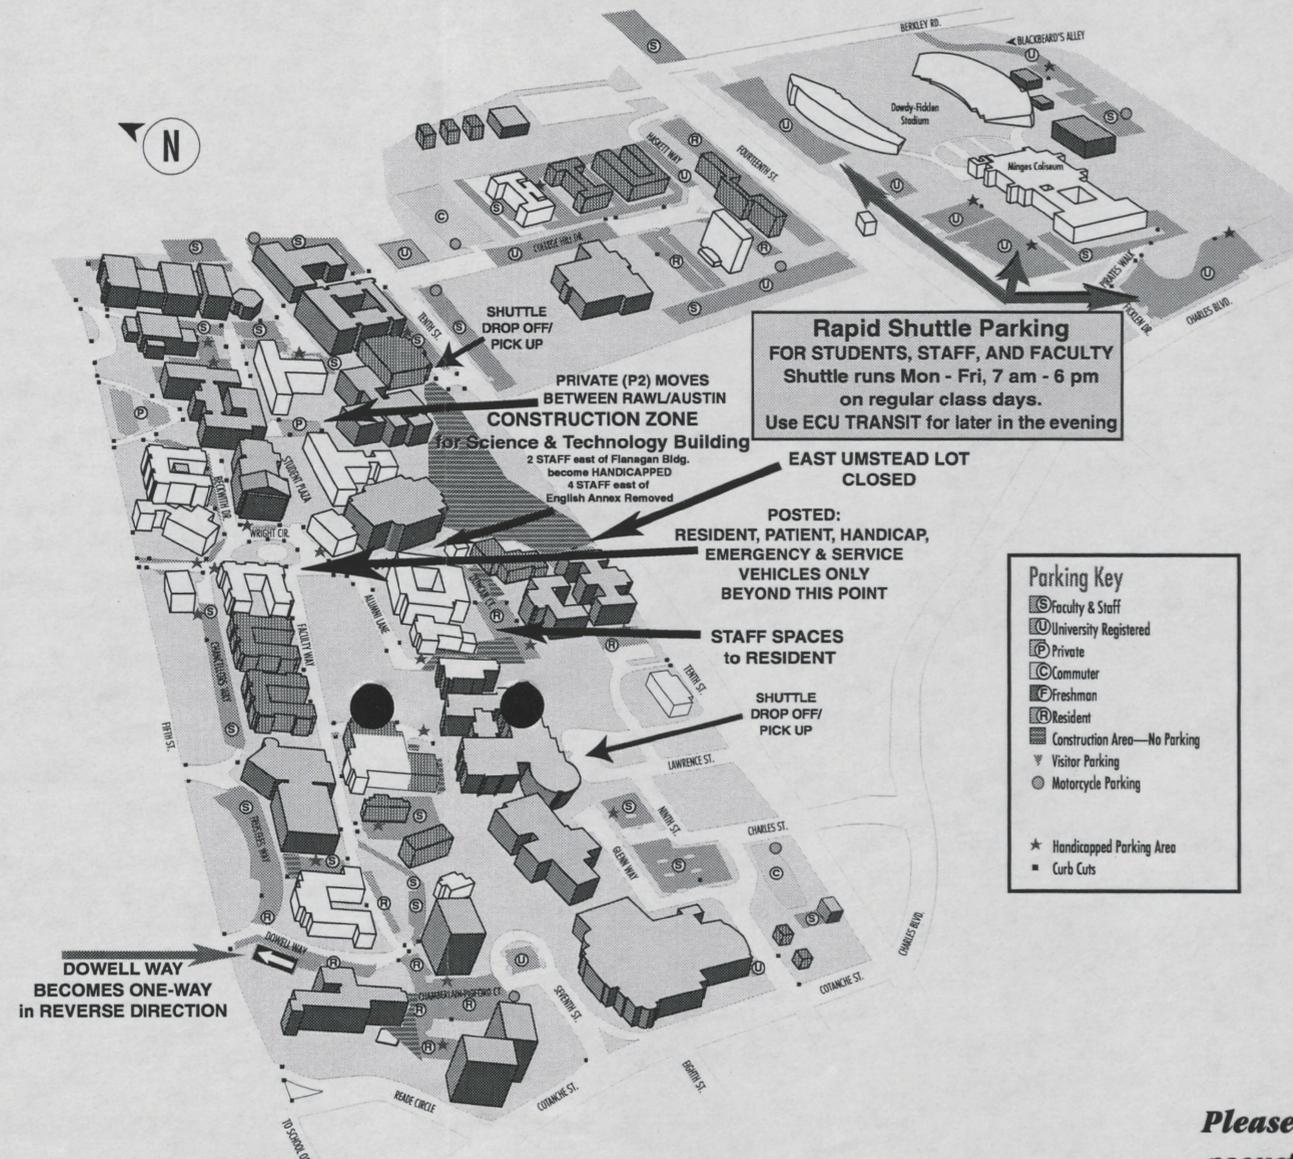 BERKLEY RD.
BLACKBEARD'S ALLEY
Dowdy-Ficklen
Stadium
Minges Coliseum
N
HASKETT WAY
FOURTEENTH ST.
COLLEGE HILL DR.
PIRATES WALK
FICKLEN DR.
CHARLES BLVD.
TENTH ST.
SHUTTLE
DROP OFF/
PICK UP
Rapid Shuttle Parking
FOR STUDENTS, STAFF, AND FACULTY
Shuttle runs Mon - Fri, 7 am - 6 pm
on regular class days.
Use ECU TRANSIT for later in the evening
PRIVATE (P2) MOVES
BETWEEN RAWL/AUSTIN
CONSTRUCTION ZONE
for Science & Technology Building
2 STAFF east of Flanagan Bldg.
become HANDICAPPED
4 STAFF east of
English Annex Removed
EAST UMSTEAD LOT
CLOSED
POSTED:
RESIDENT, PATIENT, HANDICAP,
EMERGENCY & SERVICE
VEHICLES ONLY
BEYOND THIS POINT
STAFF SPACES
to RESIDENT
STUDENT PLAZA
BECKWITH DR.
WRIGHT CIR.
ALUMNI LANE
FACULTY WAY
CHANCELLORS WAY
FIFTH ST.
TENTH ST.
SHUTTLE
DROP OFF/
PICK UP
LAWRENCE ST.
NINTH ST.
CHARLES ST.
GLENN WAY
TRUSTEES WAY
DOWELL WAY
DOWELL WAY
BECOMES ONE-WAY
in REVERSE DIRECTION
SEVENTH ST.
CHARLES BLVD.
COTANCHE ST.
EIGHTH ST.
COTANCHE ST.
READE CIRCLE
Parking Key
S Faculty & Staff
U University Registered
P Private
C Commuter
F Freshman
R Resident
Construction Area—No Parking
Visitor Parking
Motorcycle Parking
Handicapped Parking Area
Curb Cuts
Please